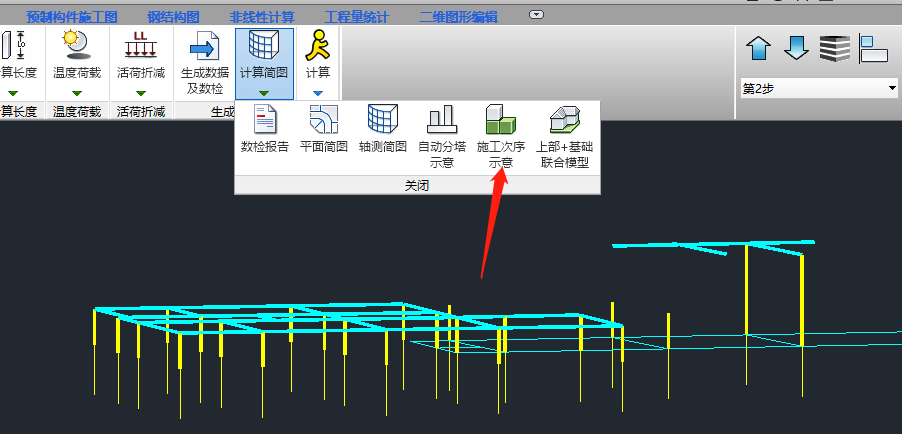 预制构件施工图 钢结构图 非线性计算 工程量统计 二维图形编辑
算长度 温度荷载 LL 活荷折减 生成数据 及数检 计算简图 计算
第2步
算长度 温度荷载 活荷折减 生成
数检报告 平面简图 轴测简图 自动分塔 示意 施工次序 示意 上部+基础 联合模型
关闭